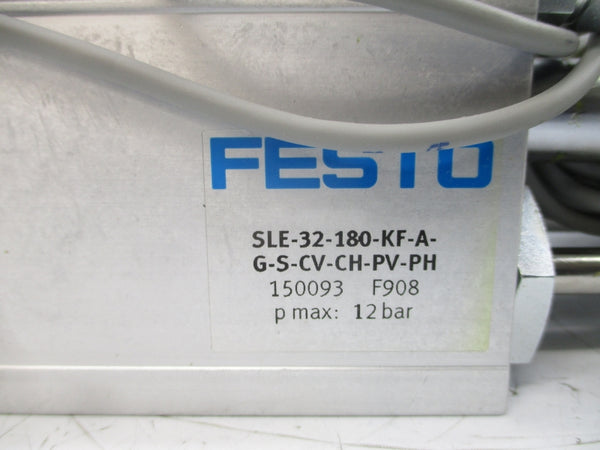 FESTO
SLE-32-180-KF-A-
G-S-CV-CH-PV-PH
150093 F908
p max: 12 bar